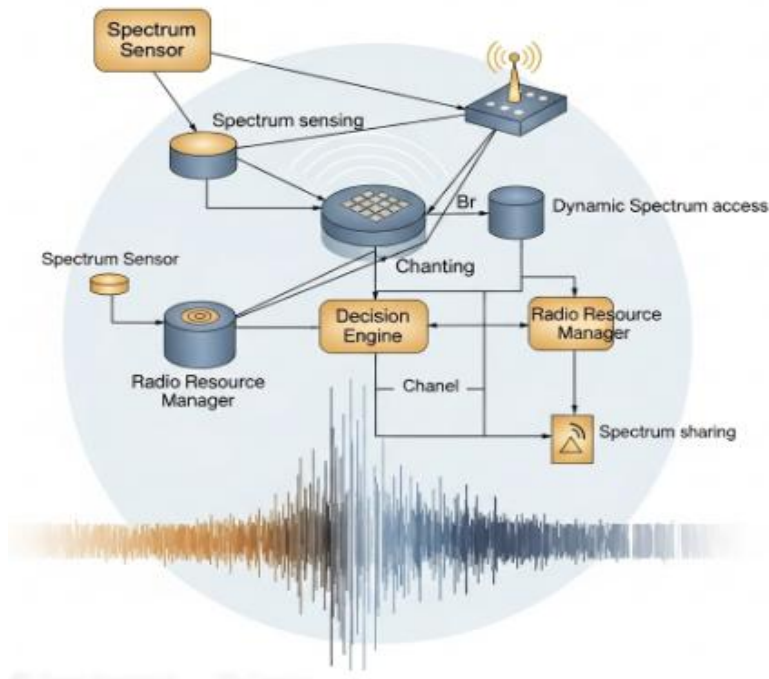 Spectrum
Sensor
Spectrum sensing
Br
Dynamic Spectrum access
Spectrum Sensor
Chanting
Decision
Engine
Radio Resource
Manager
Radio Resource
Manager
Chanel
Spectrum sharing